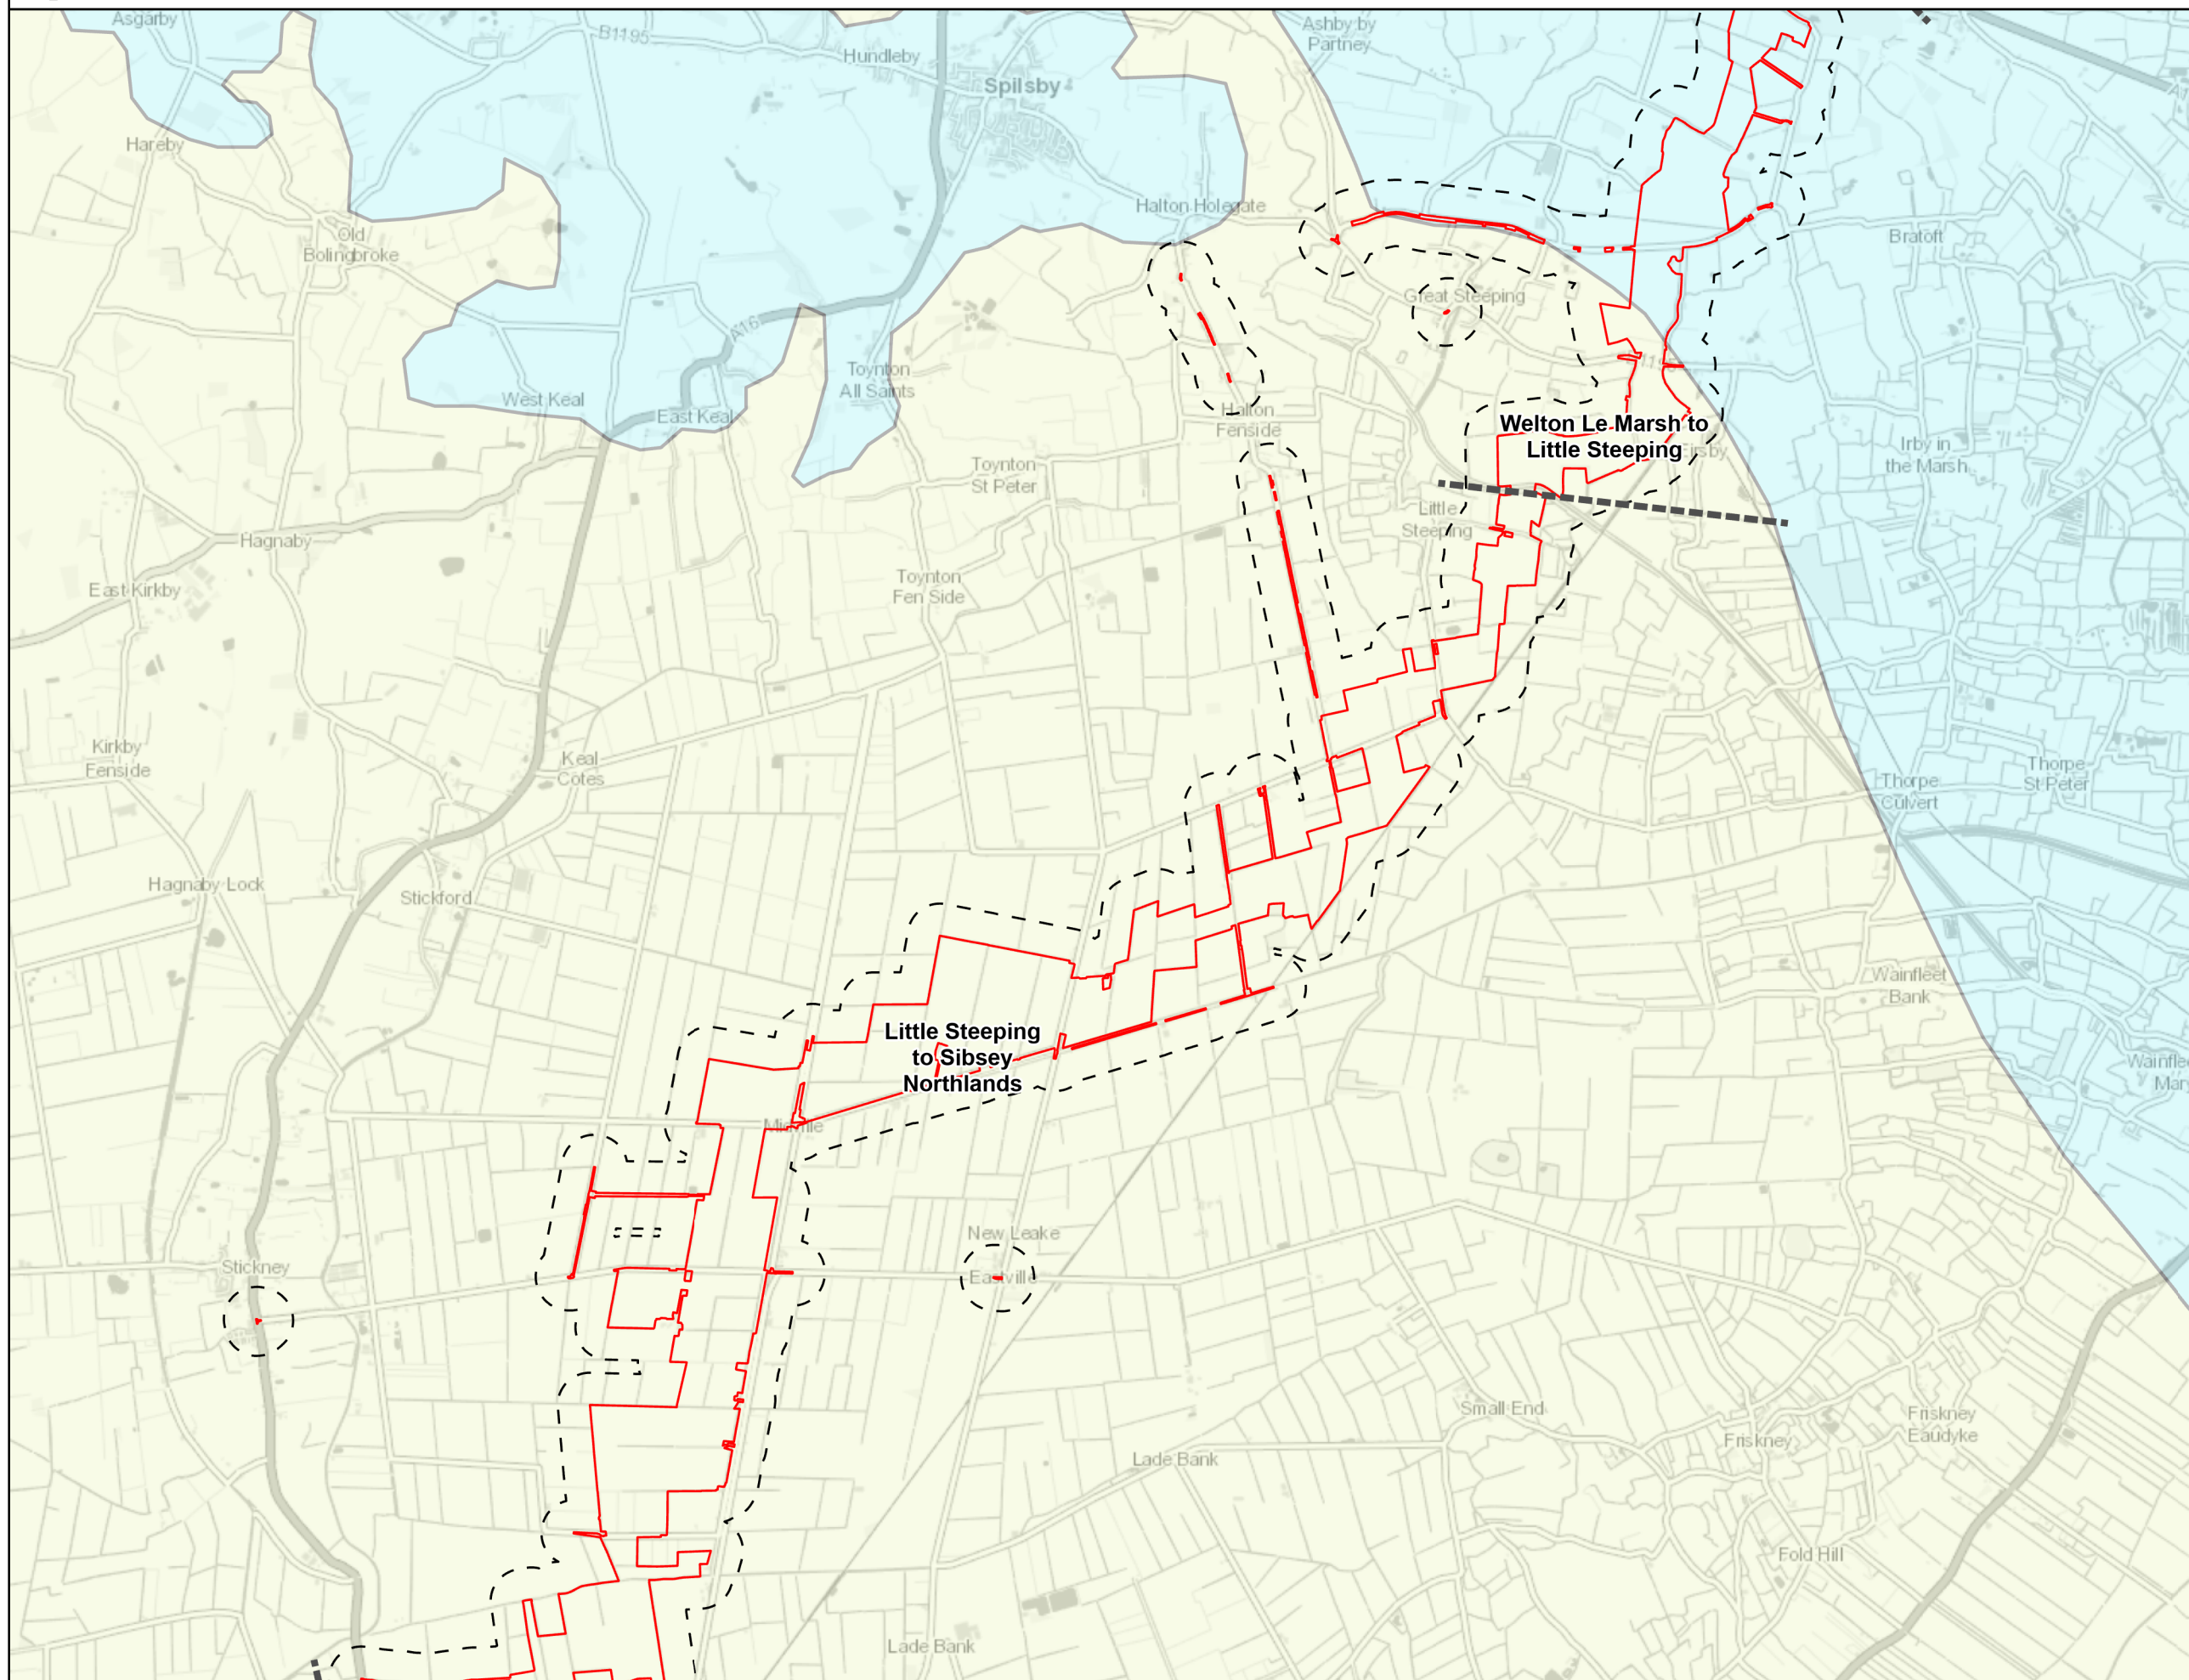 Asgarby
B1195
Hundleby
Spilsby
Ashby by
Partney
Hareby
Halton Holegate
Old
Bolingbroke
Bratoft
Great Steeping
A16
Toynton
All Saints
West Keal
East Keal
Halton
Fenside
Welton Le Marsh to
Little Steeping
Firsby
Irby in
the Marsh
Toynton
St Peter
Little
Steeping
Hagnaby
East Kirkby
Toynton
Fen Side
Kirkby
Fenside
Keal
Cotes
Thorpe
Culvert
Thorpe
St Peter
Hagnaby Lock
Stickford
Wainfleet
Bank
Little Steeping
to Sibsey
Northlands
Midville
New Leake
Stickney
Eastville
Small End
Friskney
Eaudyke
Friskney
Lade Bank
Fold Hill
Lade Bank